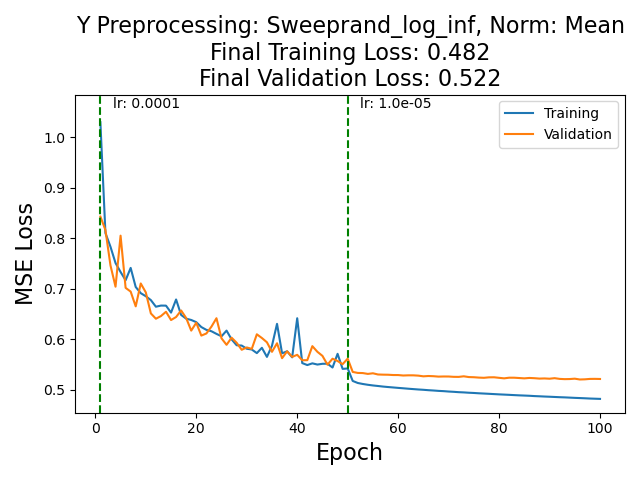 Y Preprocessing: Sweeprand_log_inf, Norm: Mean
Final Training Loss: 0.482
Final Validation Loss: 0.522
lr: 0.0001
lr: 1.0e-05
Training
Validation
1.0
0.9
0.8
0.7
0.6
0.5
MSE Loss
0
20
40
60
80
100
Epoch